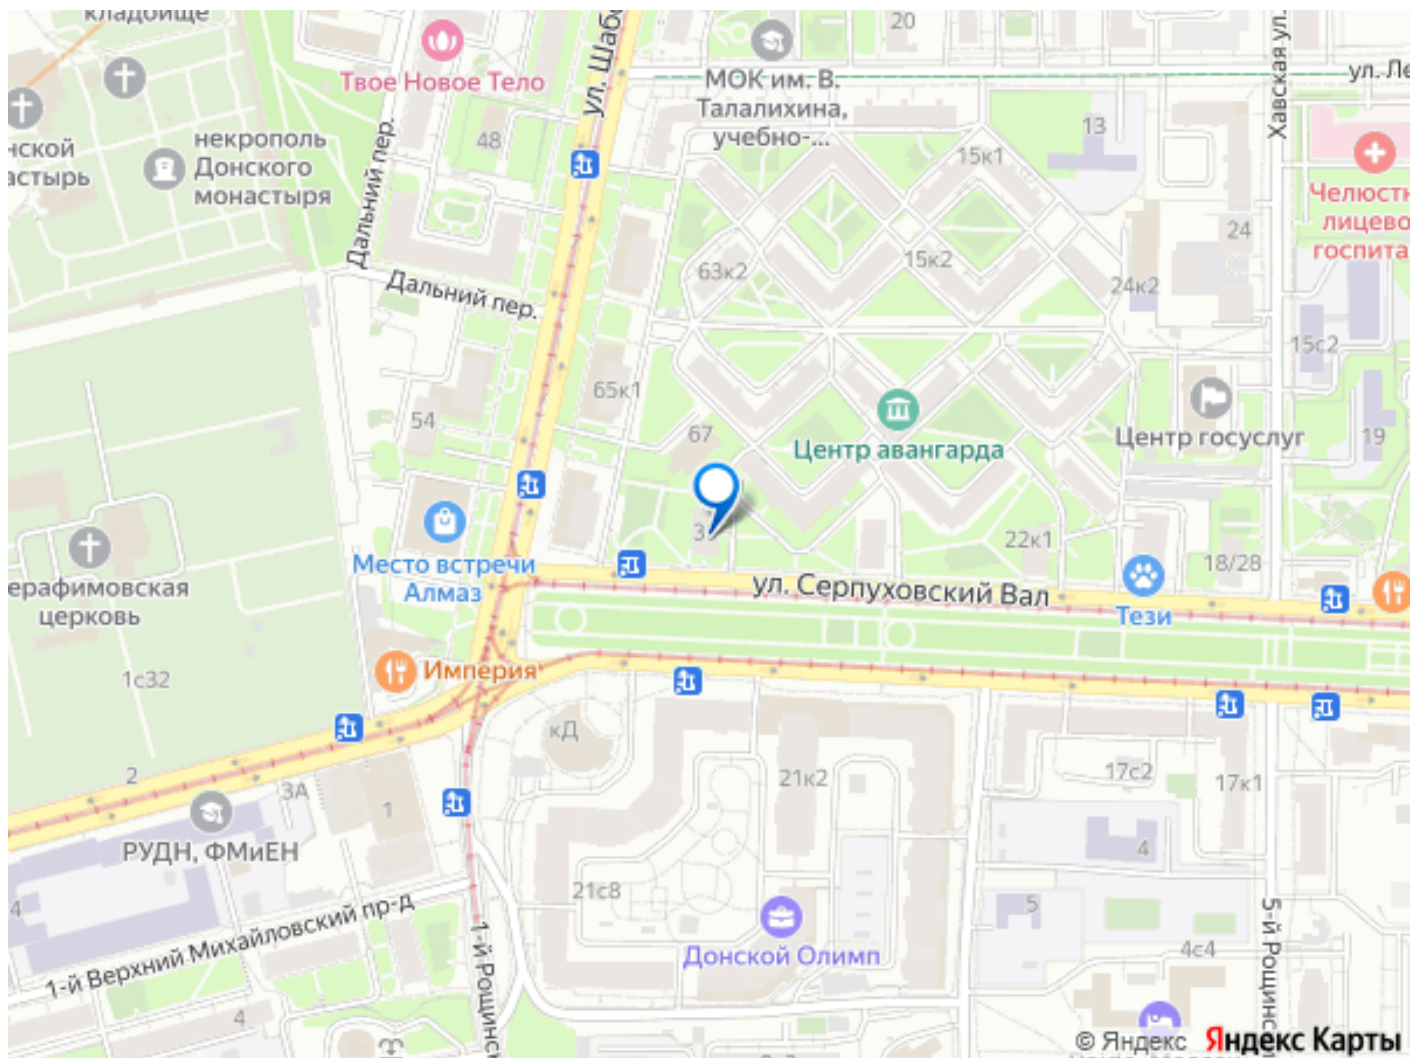 кладбище
20
ул. Шабо
Твое Новое Тело
МОК им. В.
Талалихина,
учебно-...
Хавская ул.
ул. Ле
нской
астырь
некрополь
Донского
монастыря
Дальний пер.
48
13
15к1
Челюстн
лицево
госпита
24
63к2
15к2
24к2
Дальний пер.
15с2
65к1
54
67
Центр авангарда
Центр госуслуг
19
3
22к1
18/28
Место встречи
Алмаз
ул. Серпуховский Вал
Тези
ерафимовская
церковь
1с32
Империя
кД
2
3А
1
21к2
17с2
17к1
РУДН, ФМиЕН
4
4
21с8
5
1-й Верхний Михайловский пр-д
1-й Рощинск
Донской Олимп
4с4
5-й Рощинс
4
© Яндекс Яндекс Карты